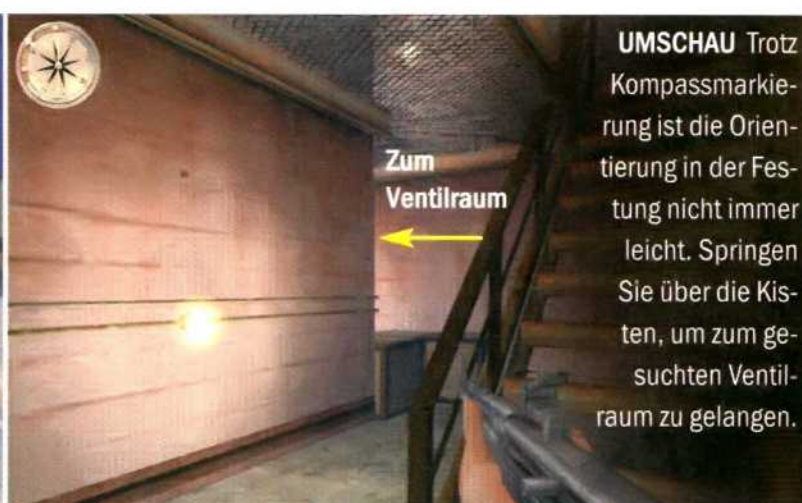 UMSCHAU Trotz
Kompassmarkie-
rung ist die Orien-
tierung in der Fes-
tung nicht immer
leicht. Springen
Sie über die Kis-
ten, um zum ge-
suchten Ventil-
raum zu gelangen.
Zum
Ventilraum